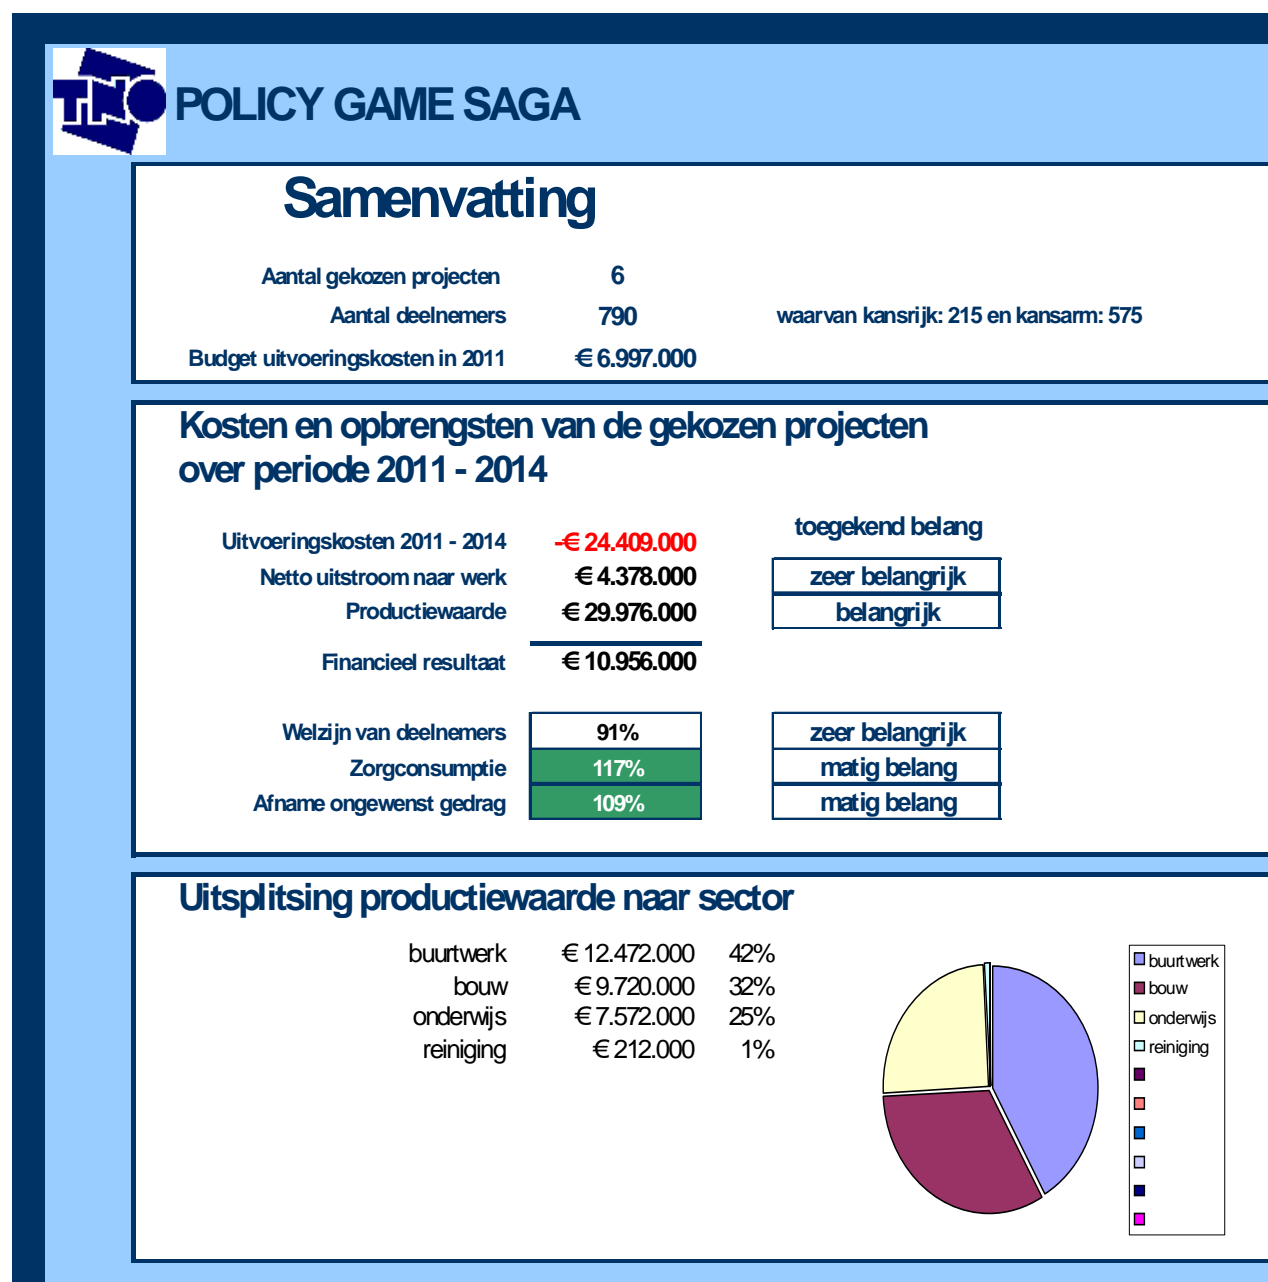 TNO POLICY GAME SAGA
Samenvatting
Aantal gekozen projecten 6
Aantal deelnemers 790 waarvan kansrijk: 215 en kansarm: 575
Budget uitvoeringskosten in 2011 € 6.997.000
Kosten en opbrengsten van de gekozen projecten
over periode 2011 - 2014
toegekend belang
Uitvoeringskosten 2011 - 2014 -€ 24.409.000
Netto uitstroom naar werk € 4.378.000 zeer belangrijk
Productiewaarde € 29.976.000 belangrijk
Financieel resultaat € 10.956.000
Welzijn van deelnemers 91% zeer belangrijk
Zorgconsumptie 117% matig belang
Afname ongewenst gedrag 109% matig belang
Uitsplitsing productiewaarde naar sector
buurtwerk € 12.472.000 42%
bouw € 9.720.000 32%
onderwijs € 7.572.000 25%
reiniging € 212.000 1%
buurtwerk
bouw
onderwijs
reiniging